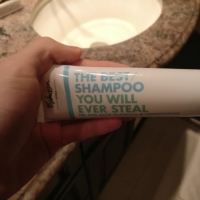 THE BEST
SHAMPOO
YOU WILL
EVER STEAL